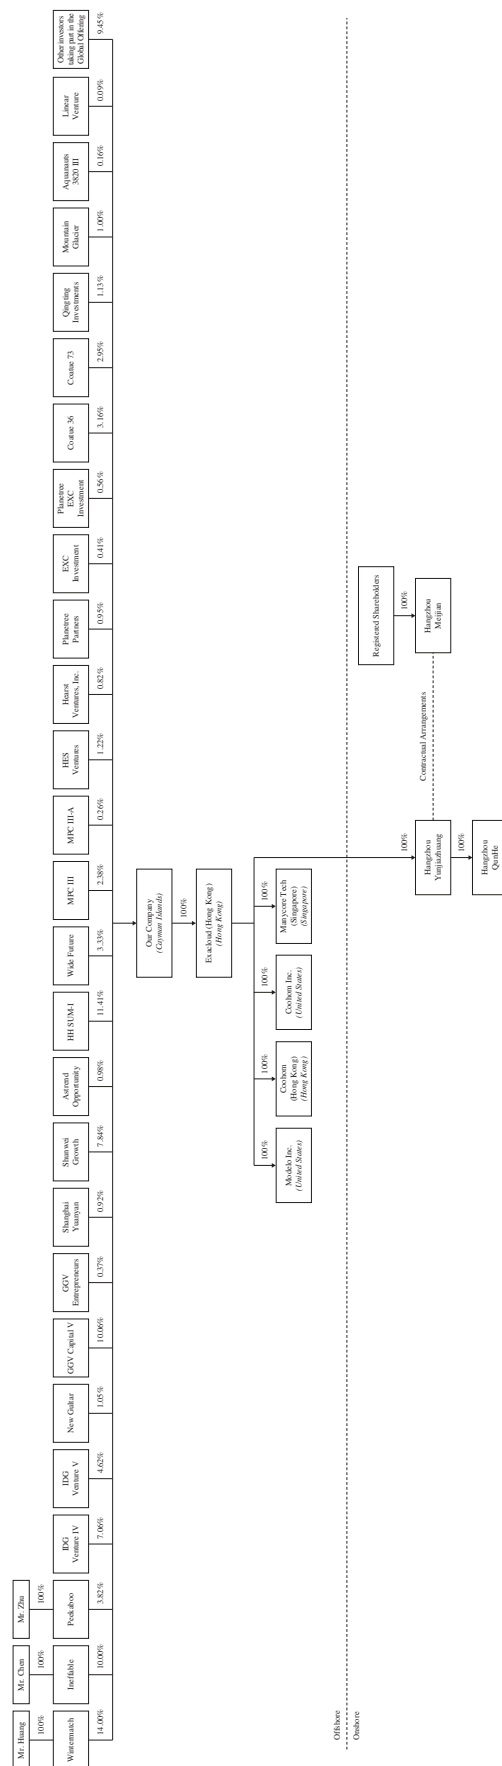 Mr. Huang
Mr. Chen
Mr. Zhu
100%
100%
100%
Wintermatch
Ineffable
Peekaboo
IDG
Venture IV
IDG
Venture V
New Guitar
GGV Capital V
GGV
Entrepreneurs
Shanghai
Yuanyan
Shunwei
Growth
Astrend
Opportunity
HH SUM-I
Wide Future
MPC III
MPC III-A
HES
Ventures
Hearst
Ventures, Inc.
Planetree
Partners
EXC
Investment
Planetree
EXC
Investment
Coatue 36
Coatue 73
Qingting
Investments
Mountain
Glacier
Aquanauts
3820 III
Linear
Venture
Other investors
taking part in the
Global Offering
14.00%
10.00%
3.82%
7.06%
4.62%
1.05%
10.06%
0.37%
0.92%
7.84%
0.98%
11.41%
3.33%
2.38%
0.26%
1.22%
0.82%
0.95%
0.41%
0.56%
3.16%
2.95%
1.13%
1.00%
0.16%
0.09%
9.45%
Our Company
(Cayman Islands)
100%
Exacloud (Hong Kong)
(Hong Kong)
100%
100%
100%
100%
Modelo Inc.
(United States)
Coohom
(Hong Kong)
(Hong Kong)
Coohom Inc.
(United States)
Manycore Tech
(Singapore)
(Singapore)
Offshore
Onshore
Registered Shareholders
100%
100%
Hangzhou
Yunjiazhuang
Contractual Arrangements
Hangzhou
Meijian
100%
Hangzhou
QunHe